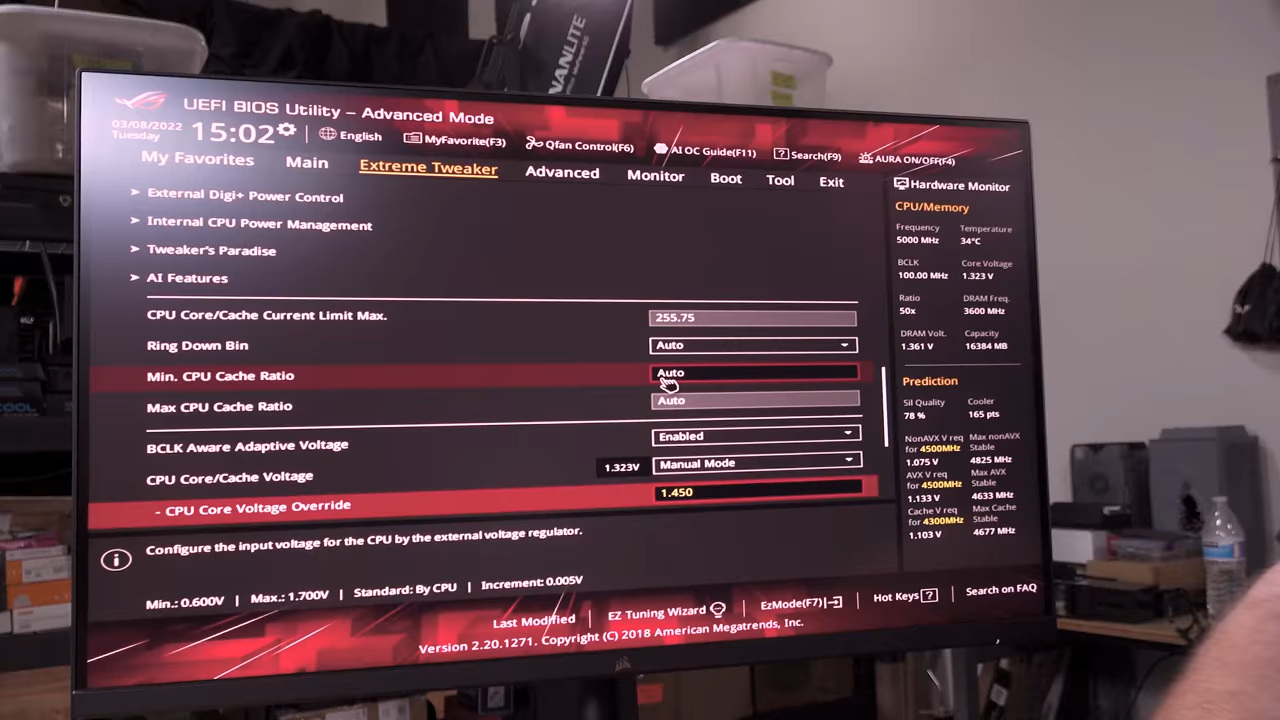 NANLITE
UEFI BIOS Utility – Advanced Mode
03/08/2022
Tuesday
15:02
English
MyFavorite(F3)
Qfan Control(F6)
AI OC Guide(F11)
Search(F9)
AURA ON/OFF(F4)
My Favorites
Main
Extreme Tweaker
Advanced
Monitor
Boot
Tool
Exit
Hardware Monitor
> External Digi+ Power Control
> Internal CPU Power Management
> Tweaker's Paradise
> AI Features
CPU Core/Cache Current Limit Max. 255.75
Ring Down Bin Auto
Min. CPU Cache Ratio Auto
Max CPU Cache Ratio Auto
BCLK Aware Adaptive Voltage Enabled
CPU Core/Cache Voltage 1.323V Manual Mode
- CPU Core Voltage Override 1.450
Configure the input voltage for the CPU by the external voltage regulator.
Min.: 0.600V | Max.: 1.700V | Standard: By CPU | Increment: 0.005V
CPU/Memory
Frequency Temperature
5000 MHz 34°C
BCLK Core Voltage
100.00 MHz 1.323 V
Ratio DRAM Freq.
50x 3600 MHz
DRAM Volt. Capacity
1.361 V 16384 MB
Prediction
Sil Quality Cooler
78 % 165 pts
NonAVX V req Max nonAVX
for 4500MHz Stable
1.075 V 4825 MHz
AVX V req Max AVX
for 4500MHz Stable
1.133 V 4633 MHz
Cache V req Max Cache
for 4300MHz Stable
1.103 V 4677 MHz
Last Modified
EZ Tuning Wizard
EzMode(F7)
Hot Keys ?
Search on FAQ
Version 2.20.1271. Copyright (C) 2018 American Megatrends, Inc.